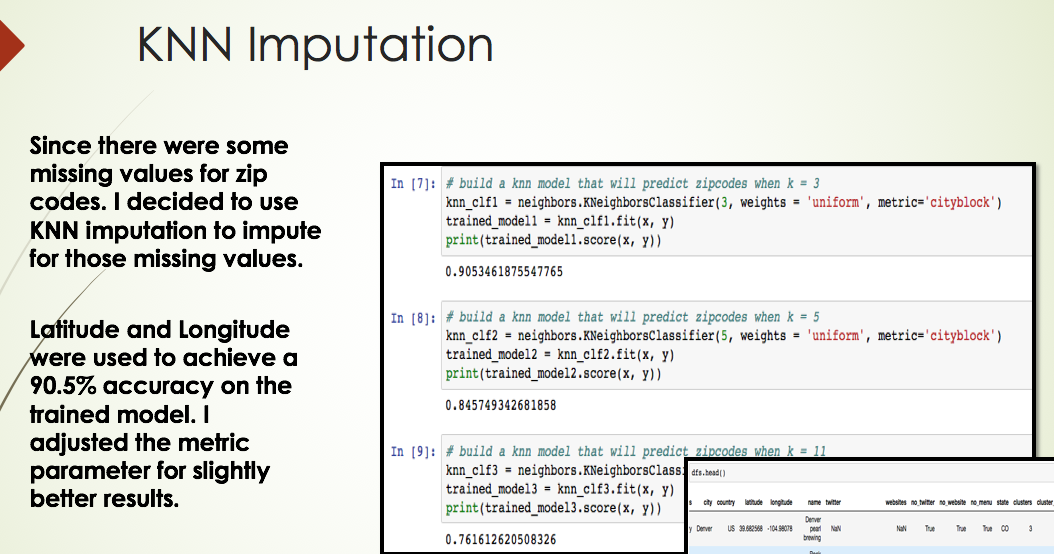 KNN Imputation
Since there were some
missing values for zip
codes. I decided to use
KNN imputation to impute
for those missing values.
Latitude and Longitude
were used to achieve a
90.5% accuracy on the
trained model. I
adjusted the metric
parameter for slightly
better results.
In [7]: # build a knn model that will predict zipcodes when k = 3
knn_clf1 = neighbors.KNeighborsClassifier(3, weights = 'uniform', metric='cityblock')
trained_model1 = knn_clf1.fit(x, y)
print(trained_model1.score(x, y))
0.9053461875547765
In [8]: # build a knn model that will predict zipcodes when k = 5
knn_clf2 = neighbors.KNeighborsClassifier(5, weights = 'uniform', metric='cityblock')
trained_model2 = knn_clf2.fit(x, y)
print(trained_model2.score(x, y))
0.845749342681858
In [9]: # build a knn model that will predict zipcodes when k = 11
knn_clf3 = neighbors.KNeighborsClass
trained_model3 = knn_clf3.fit(x, y)
print(trained_model3.score(x, y))
0.761612620508326
dfs.head()
s city country latitude longitude name twitter websites no_twitter no_website no_menu state clusters cluster_
Denver
y Denver US 39.682568 -104.98078 pearl NaN NaN True True True CO 3
brewing